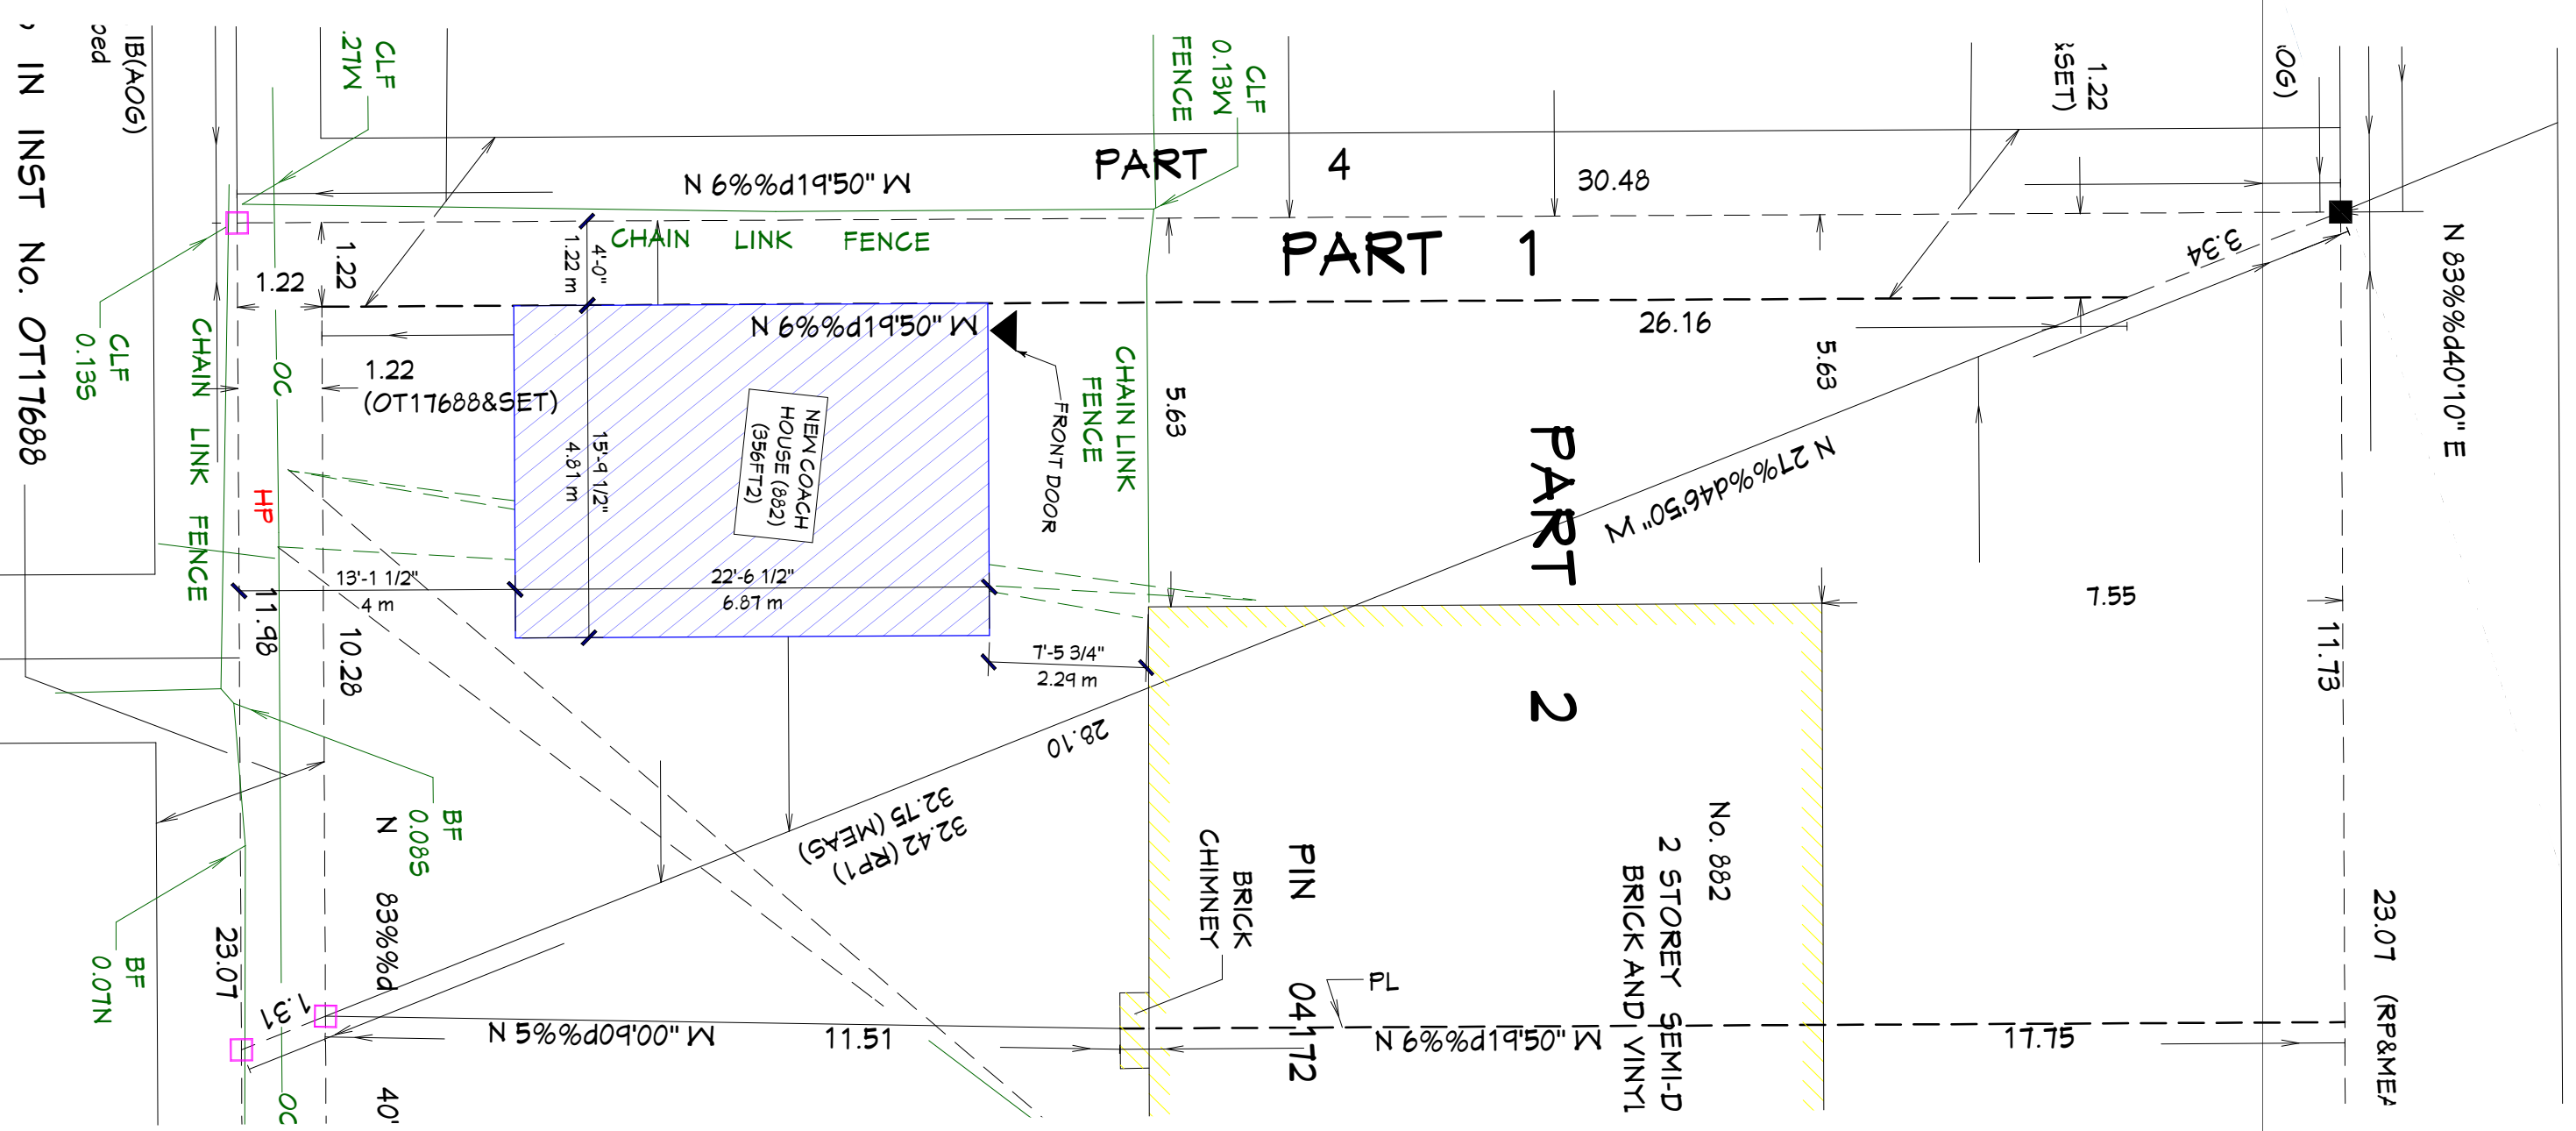 IN INST No. OT17688
IB(AOG)
CLF
.27W
CLF
0.13W
FENCE
1.22
&SET)
OG)
PART 4
N 6%%d19'50" W
30.48
CHAIN LINK FENCE
PART 1
4'-0"
1.22 m
1.22
1.22
3.34
N 83%%d40'10" E
CLF
0.13S
CHAIN LINK FENCE
OC
N 6%%d19'50" W
26.16
1.22
(OT17688&SET)
FRONT DOOR
CHAIN LINK
FENCE
5.63
5.63
NEW COACH
HOUSE (882)
(356FT2)
15'-9 1/2"
4.81 m
PART 2
N 27%%d46'50" W
HP
13'-1 1/2"
4 m
22'-6 1/2"
6.87 m
7.55
11.98
10.28
7'-5 3/4"
2.29 m
11.73
28.10
32.75 (MEAS)
32.42 (RP1)
BF
0.08S
N 83%%d 40'
BF
0.07N
23.07
1.31
N 5%%d09'00" W
11.51
BRICK
CHIMNEY
PIN 04172
PL
No. 882
2 STOREY SEMI-D
BRICK AND VINYL
N 6%%d19'50" W
17.75
23.07 (RP&MEA
OC